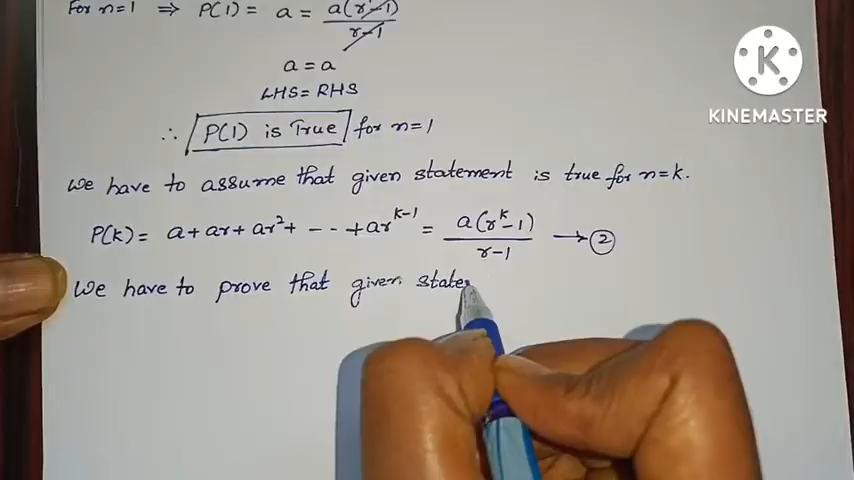 For n=1 ⇒ P(1) = a = a(r-1)/r-1
a = a
LHS = RHS
∴ P(1) is True for n=1
We have to assume that given statement is true for n=k.
P(k) = a+ar+ar²+ - - - +ar^{k-1} = a(r^k-1)/r-1 → ②
We have to prove that given state
K
KINEMASTER